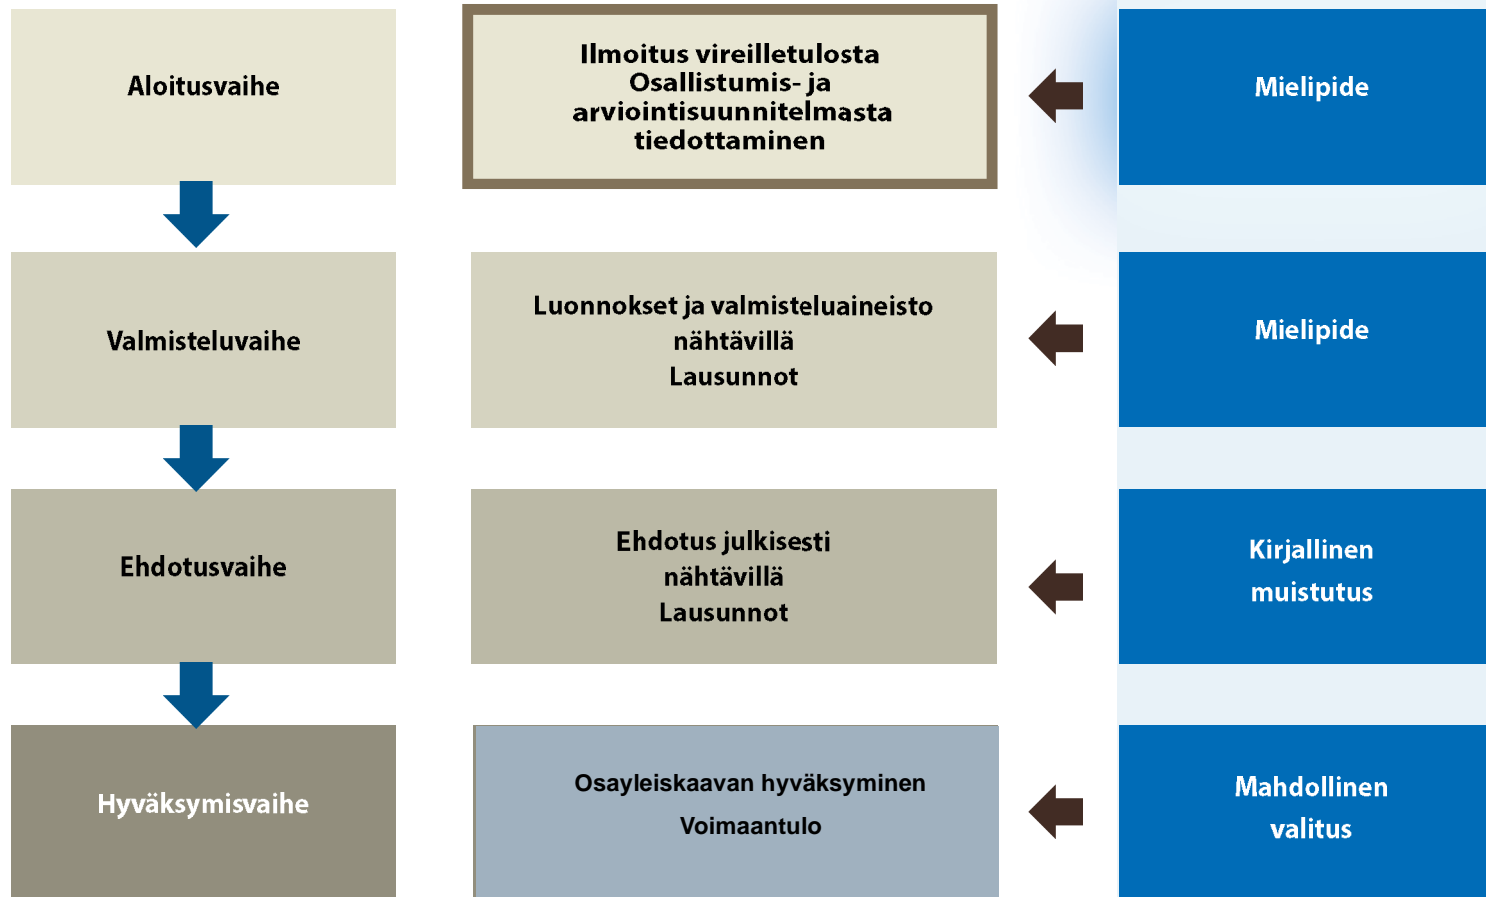 Aloitusvaihe
Ilmoitus vireilletulosta
Osallistumis- ja
arviointisuunnitelmasta
tiedottaminen
Mielipide
Valmisteluvaihe
Luonnokset ja valmisteluaineisto
nähtävillä
Lausunnot
Mielipide
Ehdotusvaihe
Ehdotus julkisesti
nähtävillä
Lausunnot
Kirjallinen
muistutus
Hyväksymisvaihe
Osayleiskaavan hyväksyminen
Voimaantulo
Mahdollinen
valitus